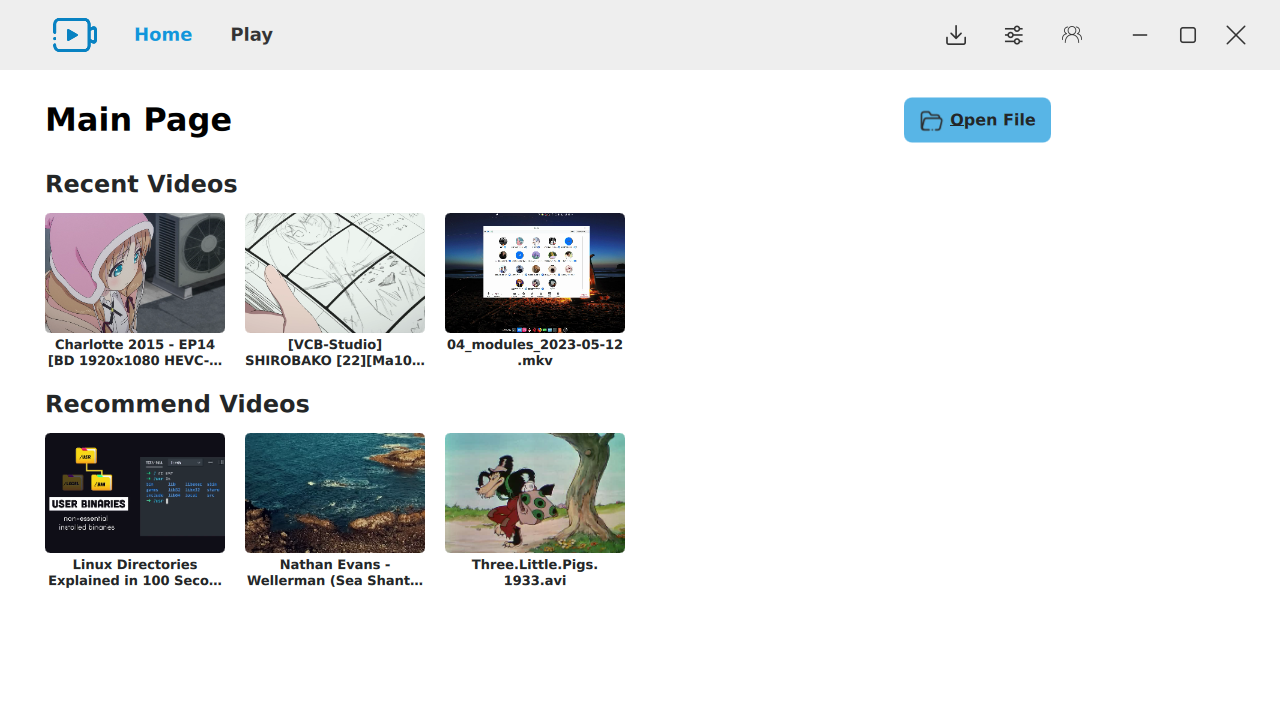 Home
Play
Main Page
Open File
Recent Videos
Charlotte 2015 - EP14
[BD 1920x1080 HEVC-...
[VCB-Studio]
SHIROBAKO [22][Ma10...
04_modules_2023-05-12
.mkv
Recommend Videos
USER BINARIES
non-essential
installed binaries
Linux Directories
Explained in 100 Seco...
Nathan Evans -
Wellerman (Sea Shant...
Three.Little.Pigs.
1933.avi